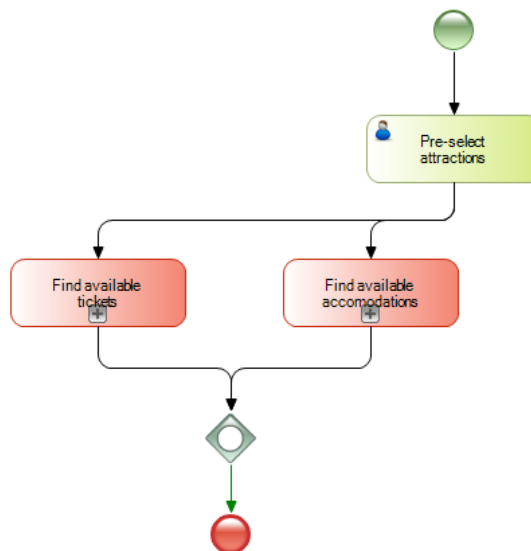 Pre-select
attractions
Find available
tickets
Find available
accomodations